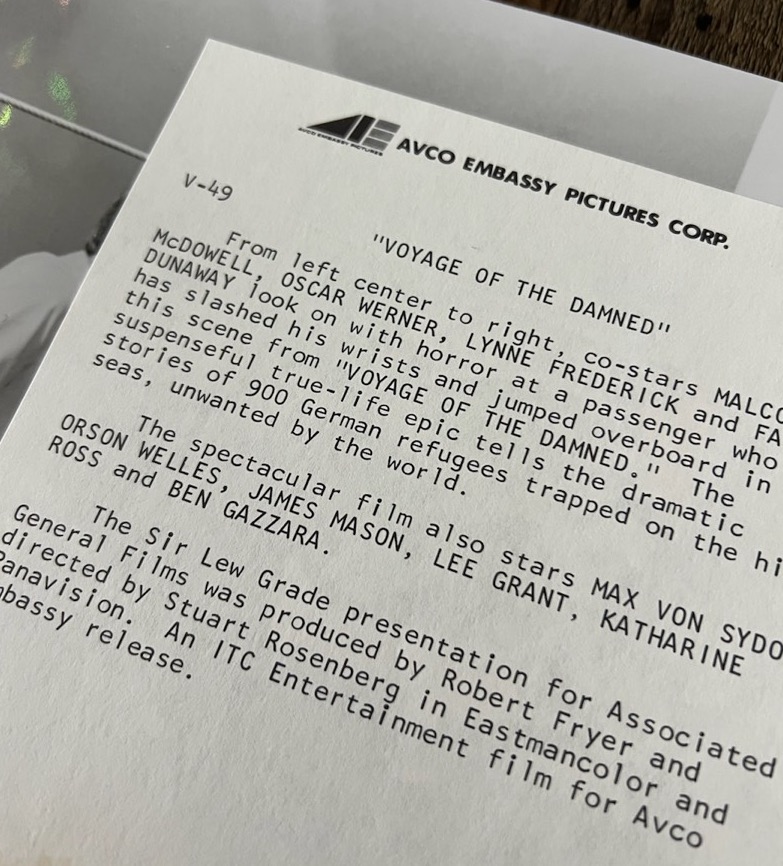 AVCO EMBASSY PICTURES
AVCO EMBASSY PICTURES CORP.
V-49
"VOYAGE OF THE DAMNED"
From left center to right, co-stars MALCO
McDOWELL, OSCAR WERNER, LYNNE FREDERICK and FA
DUNAWAY look on with horror at a passenger who
has slashed his wrists and jumped overboard in
this scene from "VOYAGE OF THE DAMNED." The
suspenseful true-life epic tells the dramatic
stories of 900 German refugees trapped on the hi
seas, unwanted by the world.
The spectacular film also stars MAX VON SYDO
ORSON WELLES, JAMES MASON, LEE GRANT, KATHARINE
ROSS and BEN GAZZARA.
The Sir Lew Grade presentation for Associated
General Films was produced by Robert Fryer and
directed by Stuart Rosenberg in Eastmancolor and
Panavision. An ITC Entertainment film for Avco
mbassy release.